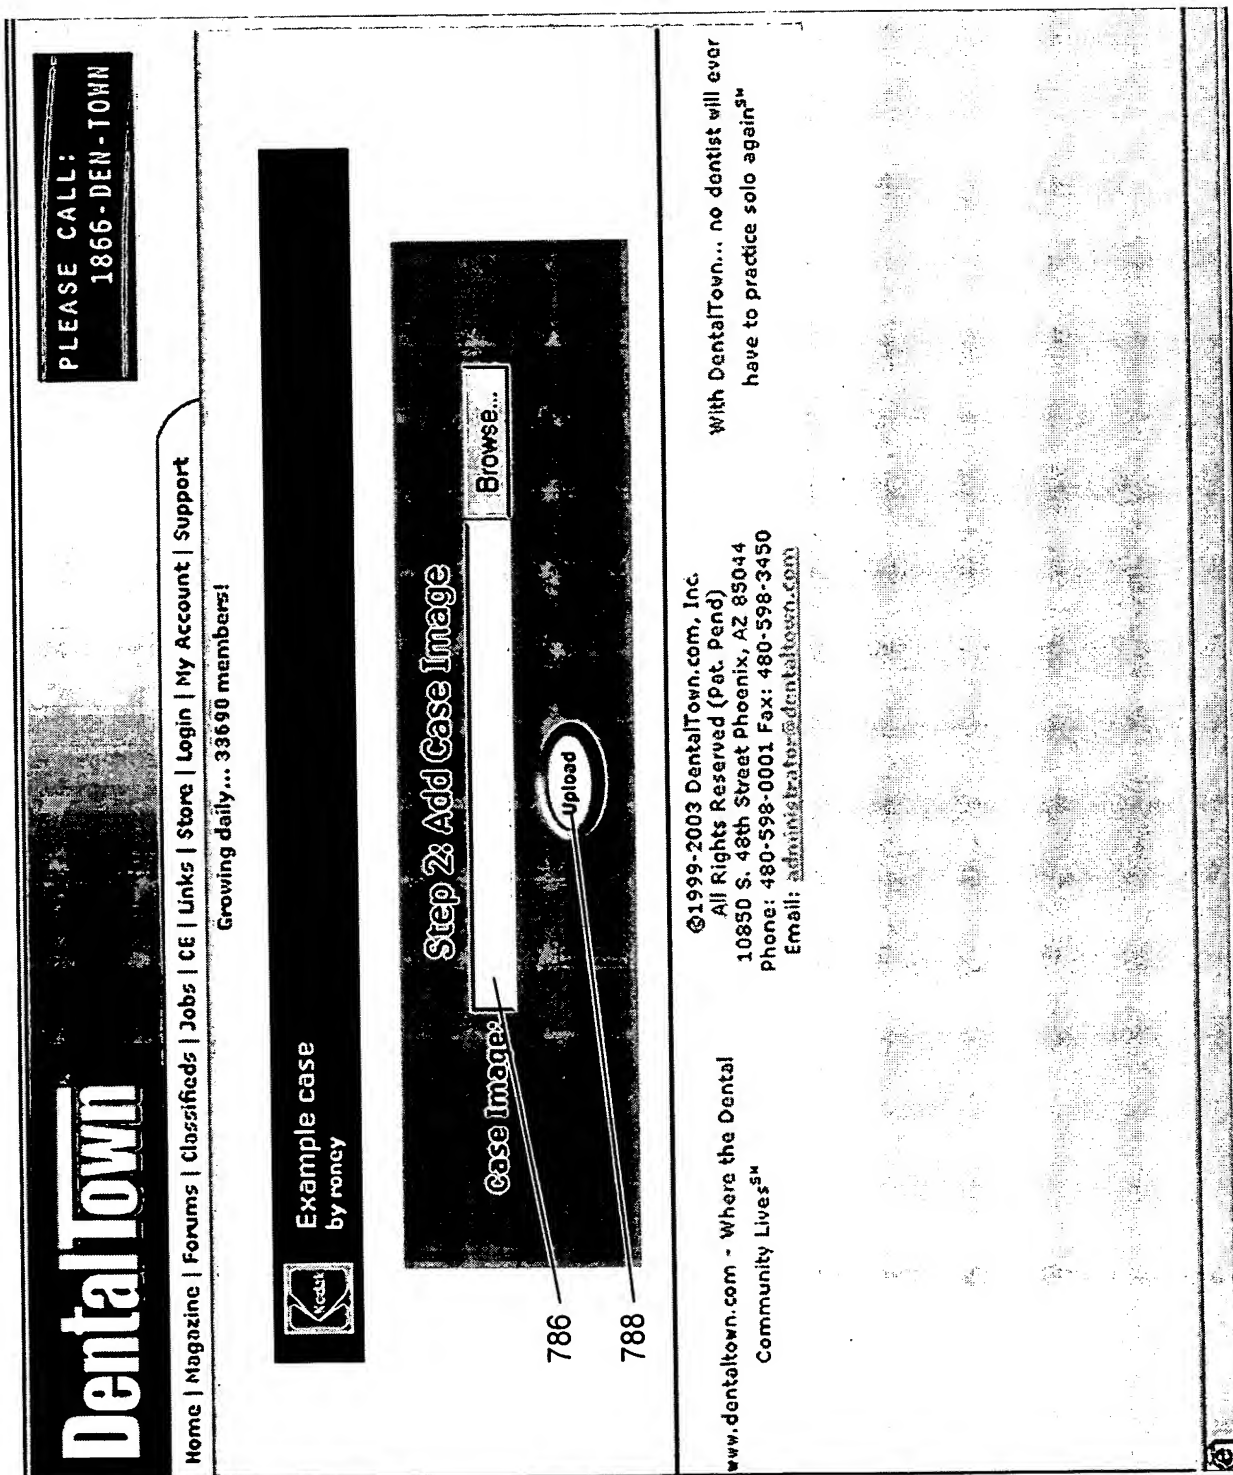 DentalTown
PLEASE CALL:
1866-DEN-TOWN
Home | Magazine | Forums | Classifieds | Jobs | CE | Links | Store | Login | My Account | Support
Growing daily... 33690 members!
Kodak
Example case
by roney
Step 2: Add Case Image
Case Image:
Browse...
Upload
786
788
www.dentaltown.com - Where the Dental
Community Lives℠
©1999-2003 DentalTown.com, Inc.
All Rights Reserved (Pat. Pend)
10850 S. 48th Street Phoenix, AZ 85044
Phone: 480-598-0001 Fax: 480-598-3450
Email: administrator@dentaltown.com
With DentalTown... no dentist will ever
have to practice solo again℠